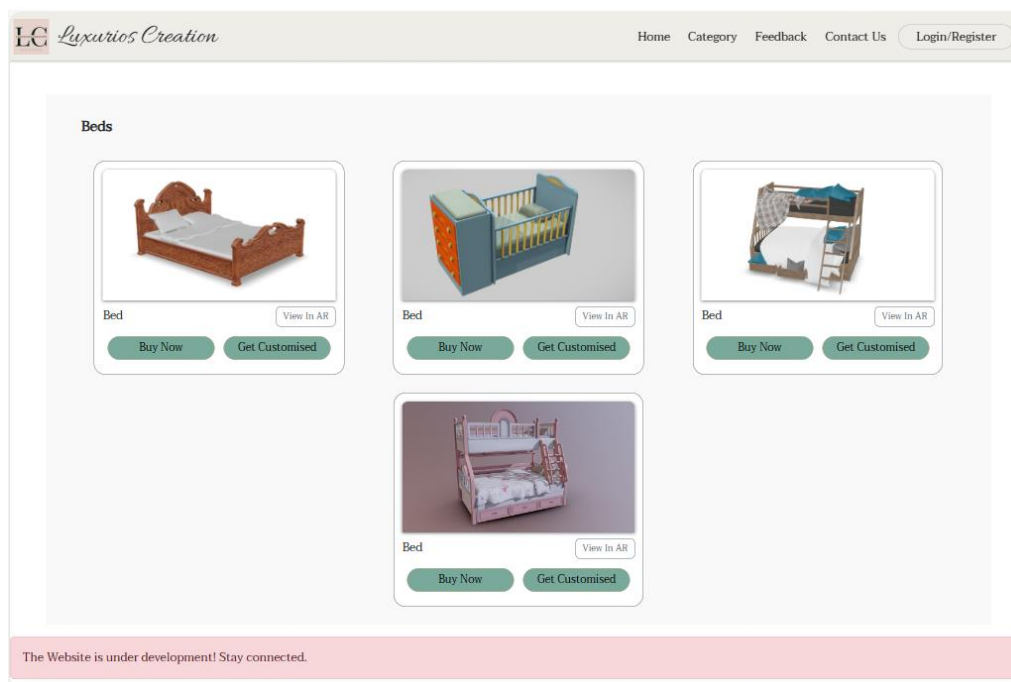 LC Luxurios Creation Home Category Feedback Contact Us Login/Register
Beds
Bed View In AR
Buy Now Get Customised
Bed View In AR
Buy Now Get Customised
Bed View In AR
Buy Now Get Customised
Bed View In AR
Buy Now Get Customised
The Website is under development! Stay connected.